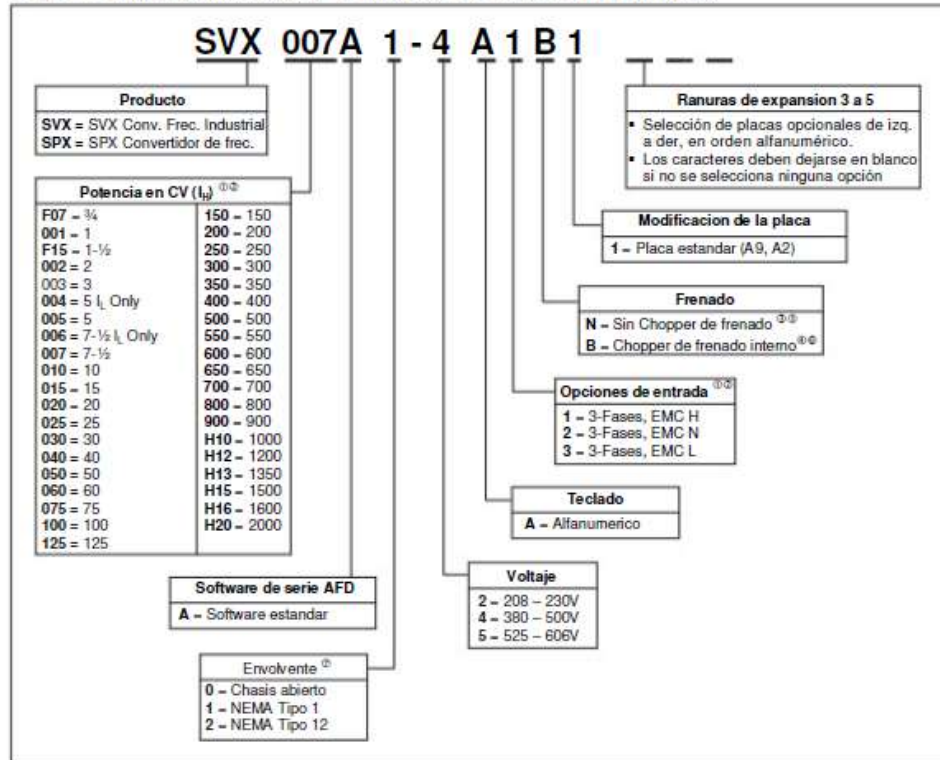 SVX 007A 1 - 4 A 1 B 1
Producto
SVX = SVX Conv. Frec. Industrial
SPX = SPX Convertidor de frec.
Ranuras de expansion 3 a 5
▪ Selección de placas opcionales de izq.
a der, en orden alfanumérico.
▪ Los caracteres deben dejarse en blanco
si no se selecciona ninguna opción
Potencia en CV (I_H) ①②
F07 – ¾
001 – 1
F15 – 1-½
002 = 2
003 = 3
004 = 5 I_L Only
005 = 5
006 = 7-½ I_L Only
007 = 7-½
010 = 10
015 – 15
020 – 20
025 = 25
030 = 30
040 = 40
050 = 50
060 = 60
075 = 75
100 = 100
125 = 125
150 – 150
200 – 200
250 – 250
300 – 300
350 – 350
400 – 400
500 – 500
550 – 550
600 – 600
650 – 650
700 – 700
800 – 800
900 – 900
H10 – 1000
H12 – 1200
H13 – 1350
H15 – 1500
H16 – 1600
H20 – 2000
Modificacion de la placa
1 – Placa estandar (A9, A2)
Frenado
N – Sin Chopper de frenado
B – Chopper de frenado interno
Opciones de entrada ①②
1 – 3-Fases, EMC H
2 – 3-Fases, EMC N
3 – 3-Fases, EMC L
Teclado
A – Alfanumerico
Voltaje
2 – 208 – 230V
4 – 380 – 500V
5 – 525 – 606V
Software de serie AFD
A – Software estandar
Envolvente ⑦
0 – Chasis abierto
1 – NEMA Tipo 1
2 – NEMA Tipo 12